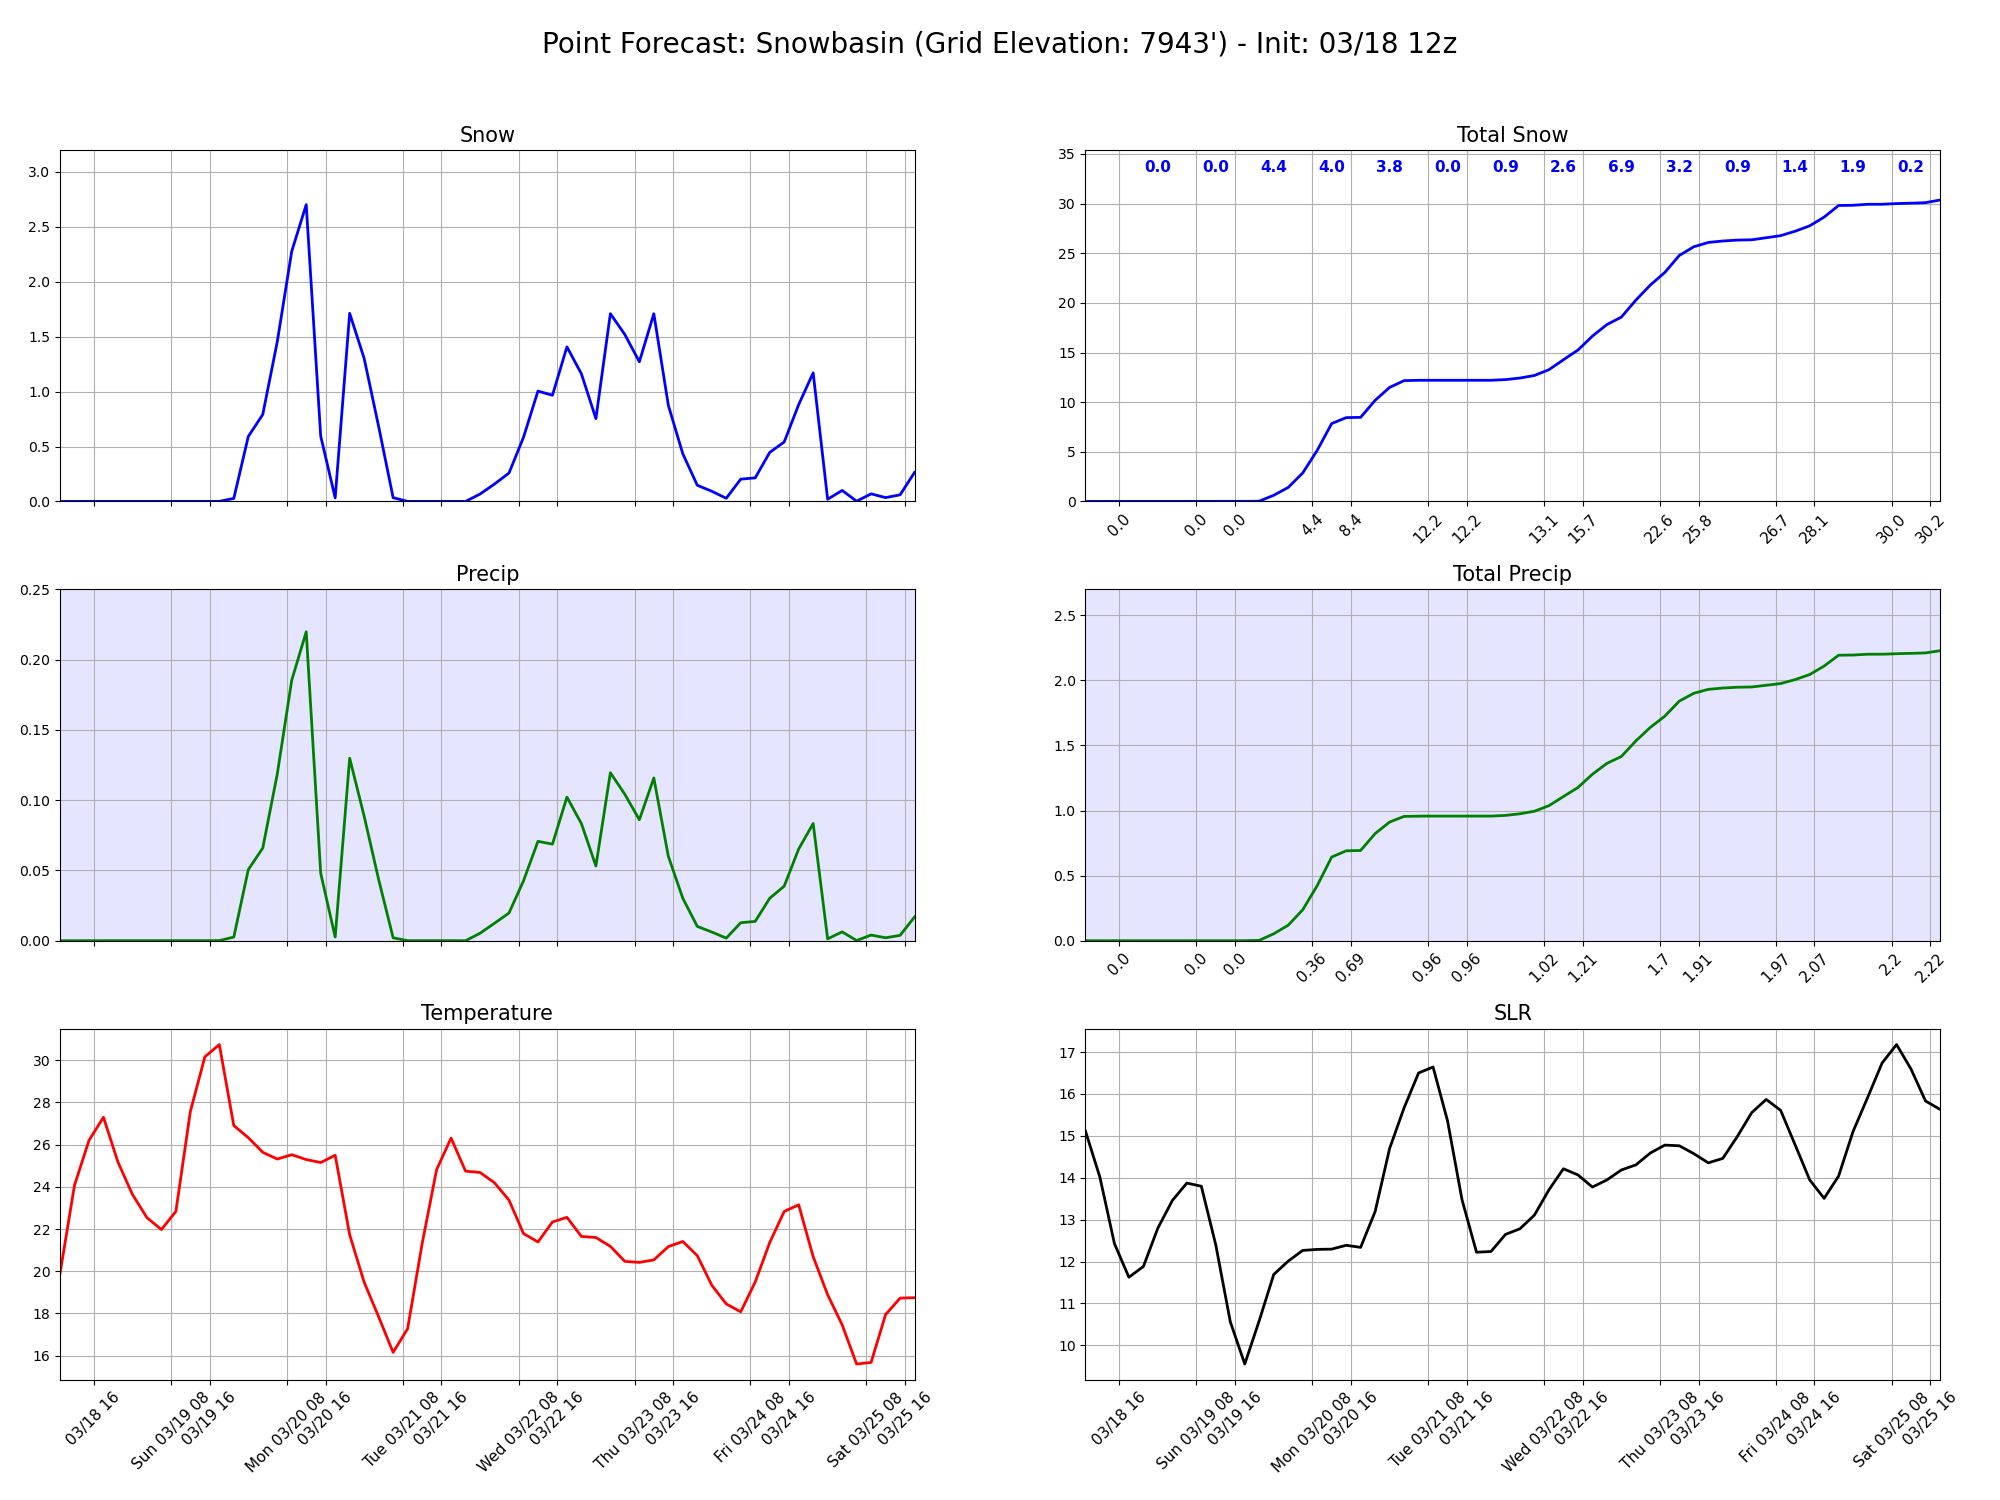 Point Forecast: Snowbasin (Grid Elevation: 7943') - Init: 03/18 12z
Snow
3.0
2.5
2.0
1.5
1.0
0.5
0.0
Total Snow
0.0 0.0 4.4 4.0 3.8 0.0 0.9 2.6 6.9 3.2 0.9 1.4 1.9 0.2
35
30
25
20
15
10
5
0
0.0 0.0 0.0 4.4 8.4 12.2 12.2 13.1 15.7 22.6 25.8 26.7 28.1 30.0 30.2
Precip
0.25
0.20
0.15
0.10
0.05
0.00
Total Precip
2.5
2.0
1.5
1.0
0.5
0.0
0.0 0.0 0.0 0.36 0.69 0.96 0.96 1.02 1.21 1.7 1.91 1.97 2.07 2.2 2.22
Temperature
30
28
26
24
22
20
18
16
03/18 16
Sun 03/19 08
03/19 16
Mon 03/20 08
03/20 16
Tue 03/21 08
03/21 16
Wed 03/22 08
03/22 16
Thu 03/23 08
03/23 16
Fri 03/24 08
03/24 16
Sat 03/25 08
03/25 16
SLR
17
16
15
14
13
12
11
10
03/18 16
Sun 03/19 08
03/19 16
Mon 03/20 08
03/20 16
Tue 03/21 08
03/21 16
Wed 03/22 08
03/22 16
Thu 03/23 08
03/23 16
Fri 03/24 08
03/24 16
Sat 03/25 08
03/25 16